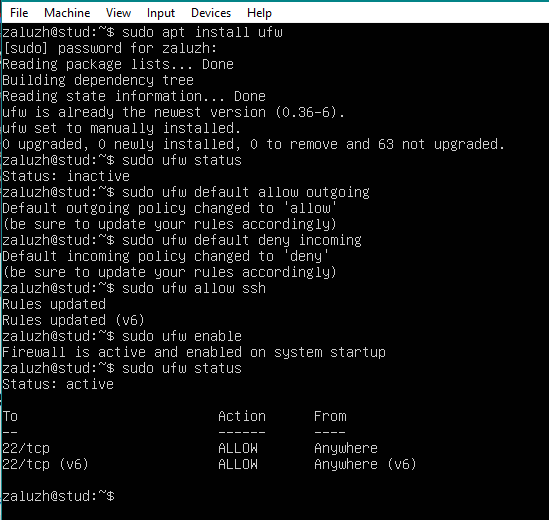 File Machine View Input Devices Help
zaluzh@stud:~$ sudo apt install ufw
[sudo] password for zaluzh:
Reading package lists... Done
Building dependency tree
Reading state information... Done
ufw is already the newest version (0.36-6).
ufw set to manually installed.
0 upgraded, 0 newly installed, 0 to remove and 63 not upgraded.
zaluzh@stud:~$ sudo ufw status
Status: inactive
zaluzh@stud:~$ sudo ufw default allow outgoing
Default outgoing policy changed to 'allow'
(be sure to update your rules accordingly)
zaluzh@stud:~$ sudo ufw default deny incoming
Default incoming policy changed to 'deny'
(be sure to update your rules accordingly)
zaluzh@stud:~$ sudo ufw allow ssh
Rules updated
Rules updated (v6)
zaluzh@stud:~$ sudo ufw enable
Firewall is active and enabled on system startup
zaluzh@stud:~$ sudo ufw status
Status: active
To Action From
-- ------ ----
22/tcp ALLOW Anywhere
22/tcp (v6) ALLOW Anywhere (v6)
zaluzh@stud:~$